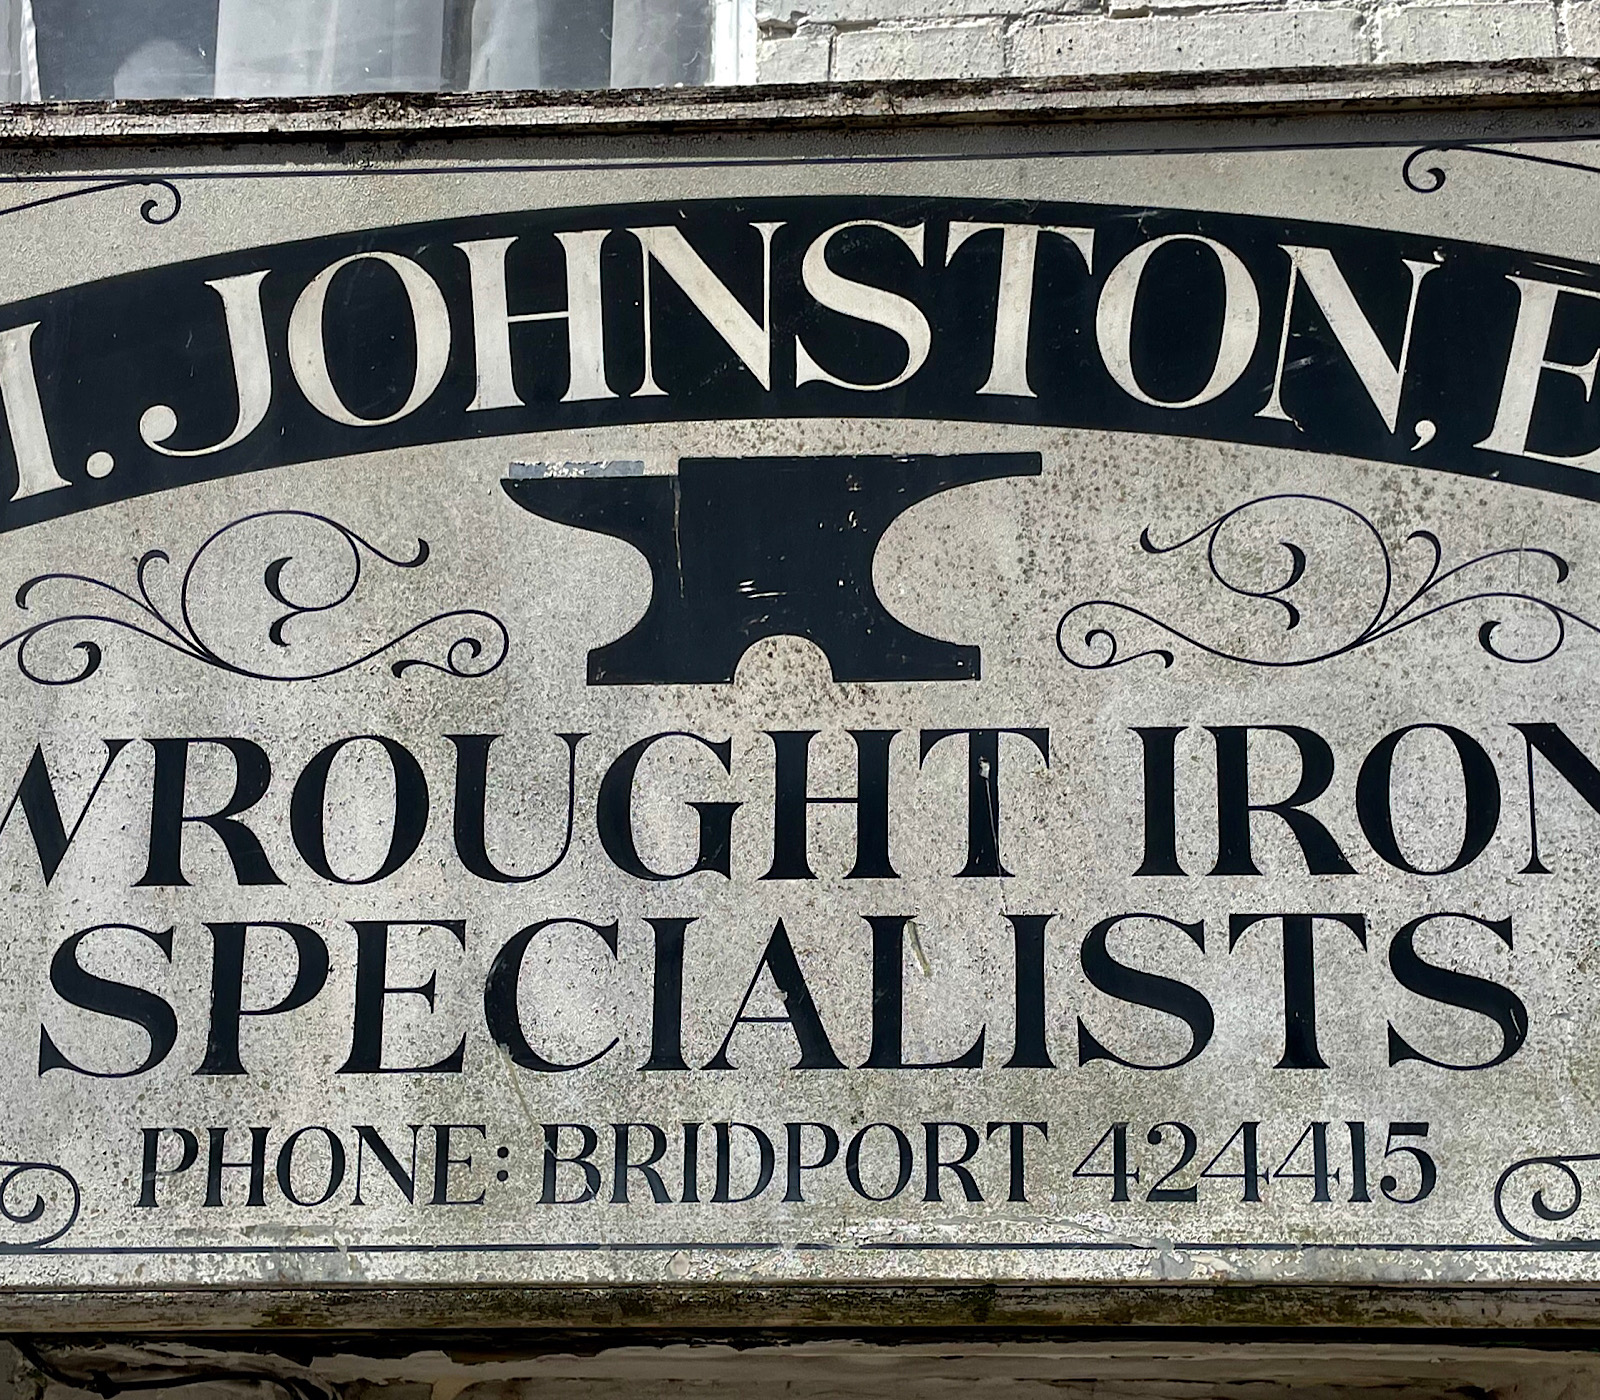 I. JOHNSTON, E
WROUGHT IRON
SPECIALISTS
PHONE: BRIDPORT 424415